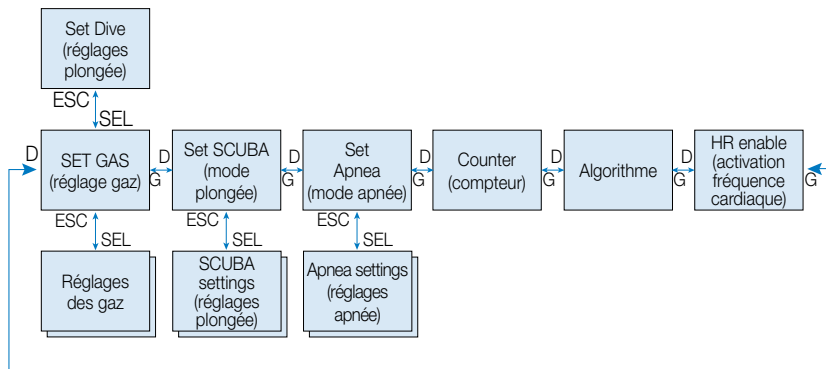 Set Dive
(réglages
plongée)
ESC
SEL
D
SET GAS
(réglage gaz)
D
G
Set SCUBA
(mode
plongée)
D
G
Set
Apnea
(mode apnée)
D
G
Counter
(compteur)
D
G
Algorithme
D
G
HR enable
(activation
fréquence
cardiaque)
G
ESC
SEL
ESC
SEL
ESC
SEL
Réglages
des gaz
SCUBA
settings
(réglages
plongée)
Apnea settings
(réglages
apnée)